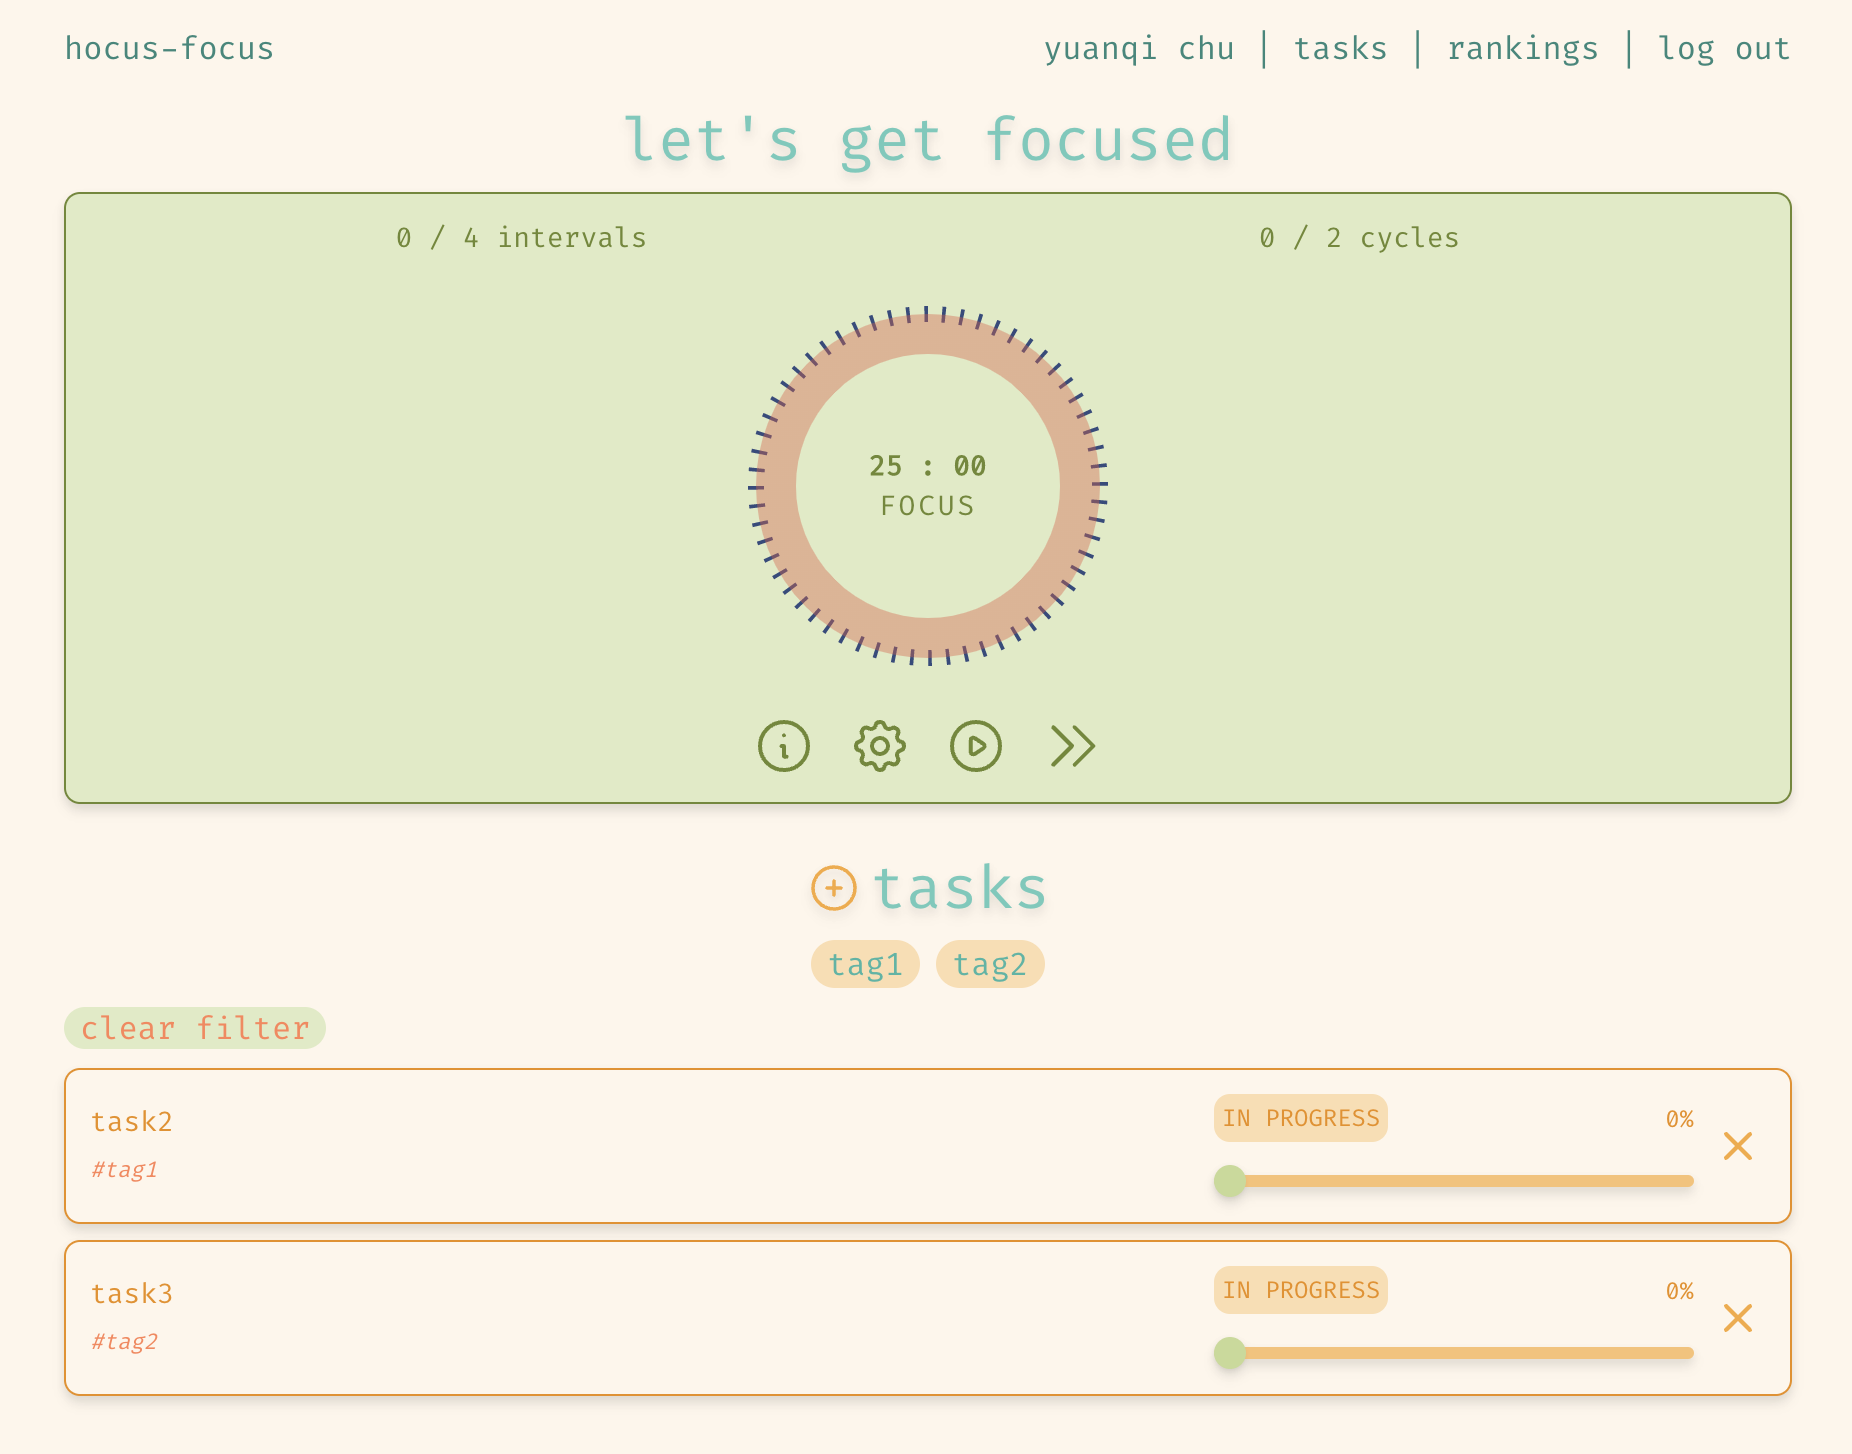 hocus-focus
yuanqi chu | tasks | rankings | log out
let's get focused
0 / 4 intervals
0 / 2 cycles
25 : 00
FOCUS
tasks
tag1 tag2
clear filter
task2
#tag1
IN PROGRESS
0%
task3
#tag2
IN PROGRESS
0%